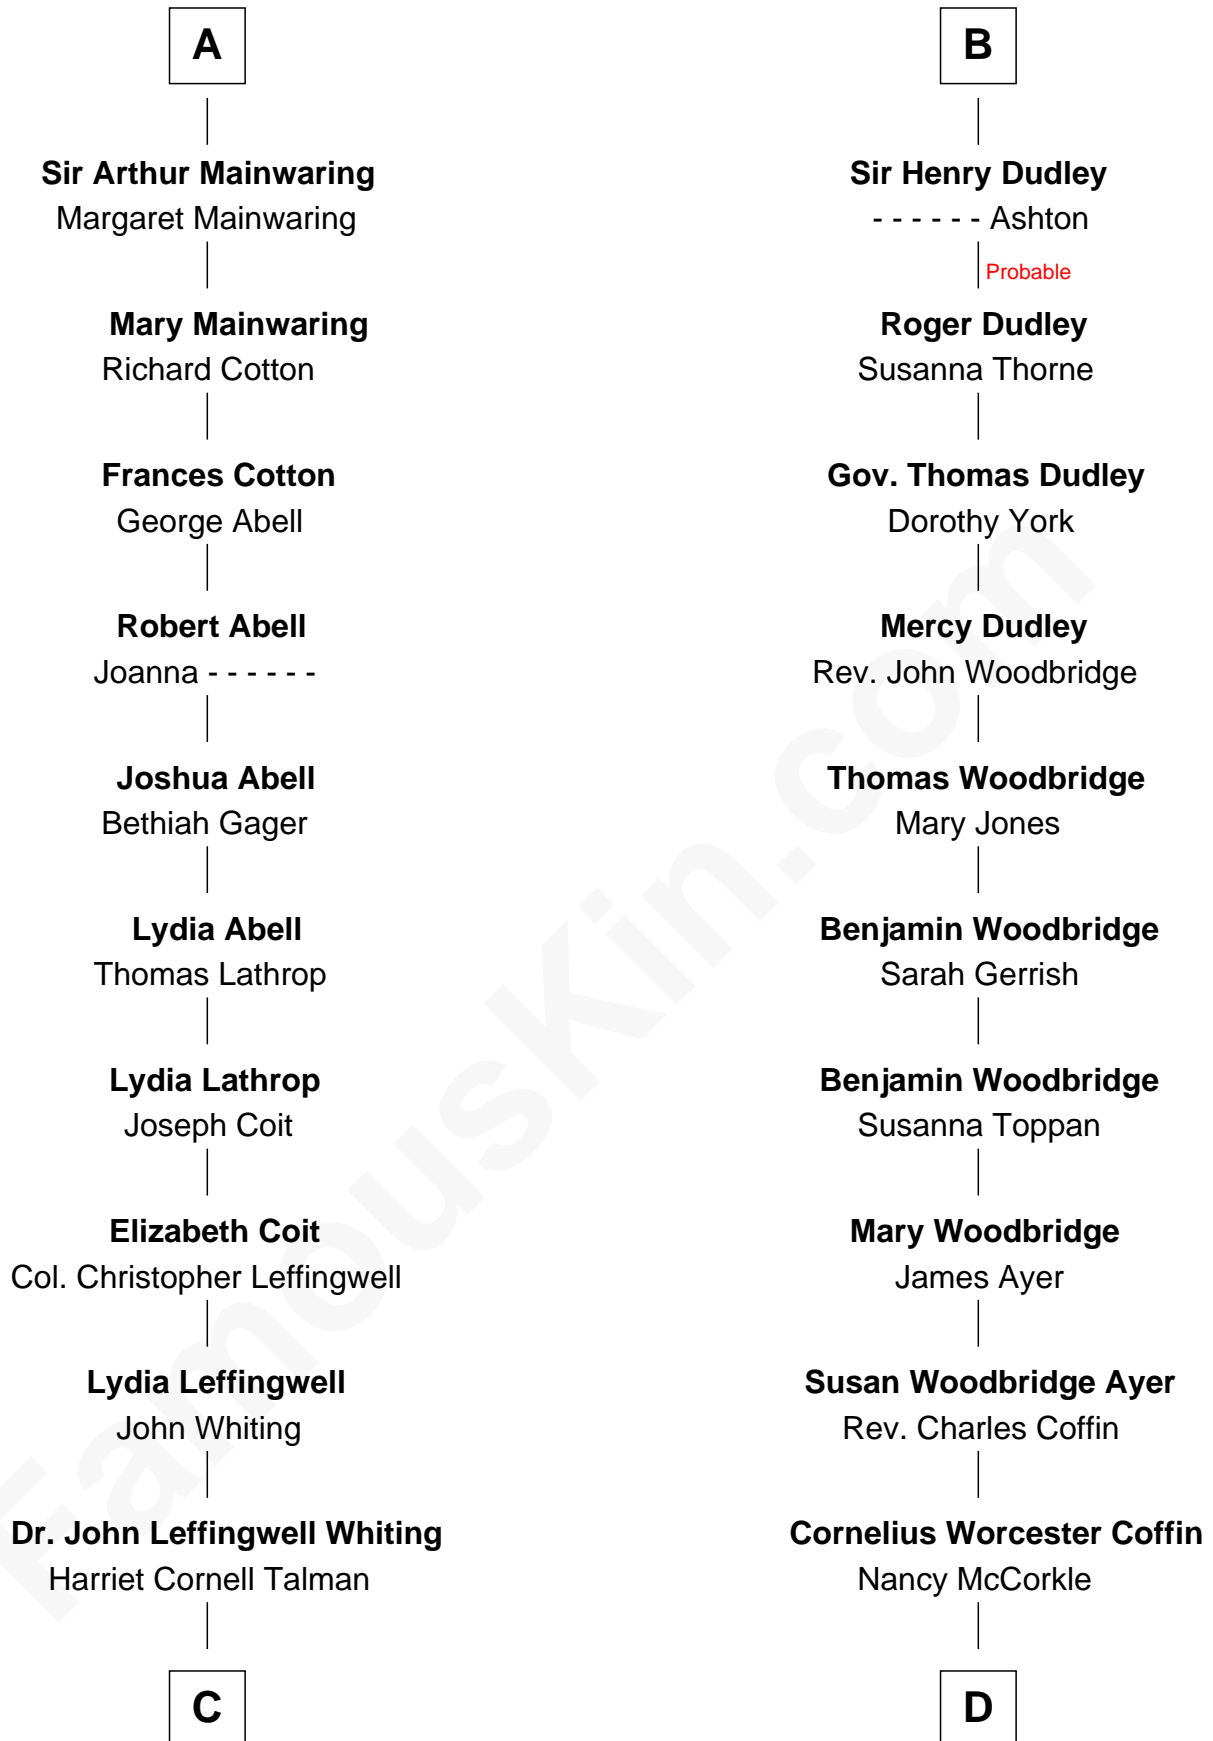 A
Sir Arthur Mainwaring
Margaret Mainwaring
Mary Mainwaring
Richard Cotton
Frances Cotton
George Abell
Robert Abell
Joanna - - - - - -
Joshua Abell
Bethiah Gager
Lydia Abell
Thomas Lathrop
Lydia Lathrop
Joseph Coit
Elizabeth Coit
Col. Christopher Leffingwell
Lydia Leffingwell
John Whiting
Dr. John Leffingwell Whiting
Harriet Cornell Talman
C
B
Sir Henry Dudley
- - - - - - Ashton
Probable
Roger Dudley
Susanna Thorne
Gov. Thomas Dudley
Dorothy York
Mercy Dudley
Rev. John Woodbridge
Thomas Woodbridge
Mary Jones
Benjamin Woodbridge
Sarah Gerrish
Benjamin Woodbridge
Susanna Toppan
Mary Woodbridge
James Ayer
Susan Woodbridge Ayer
Rev. Charles Coffin
Cornelius Worcester Coffin
Nancy McCorkle
D
FamousKin.com